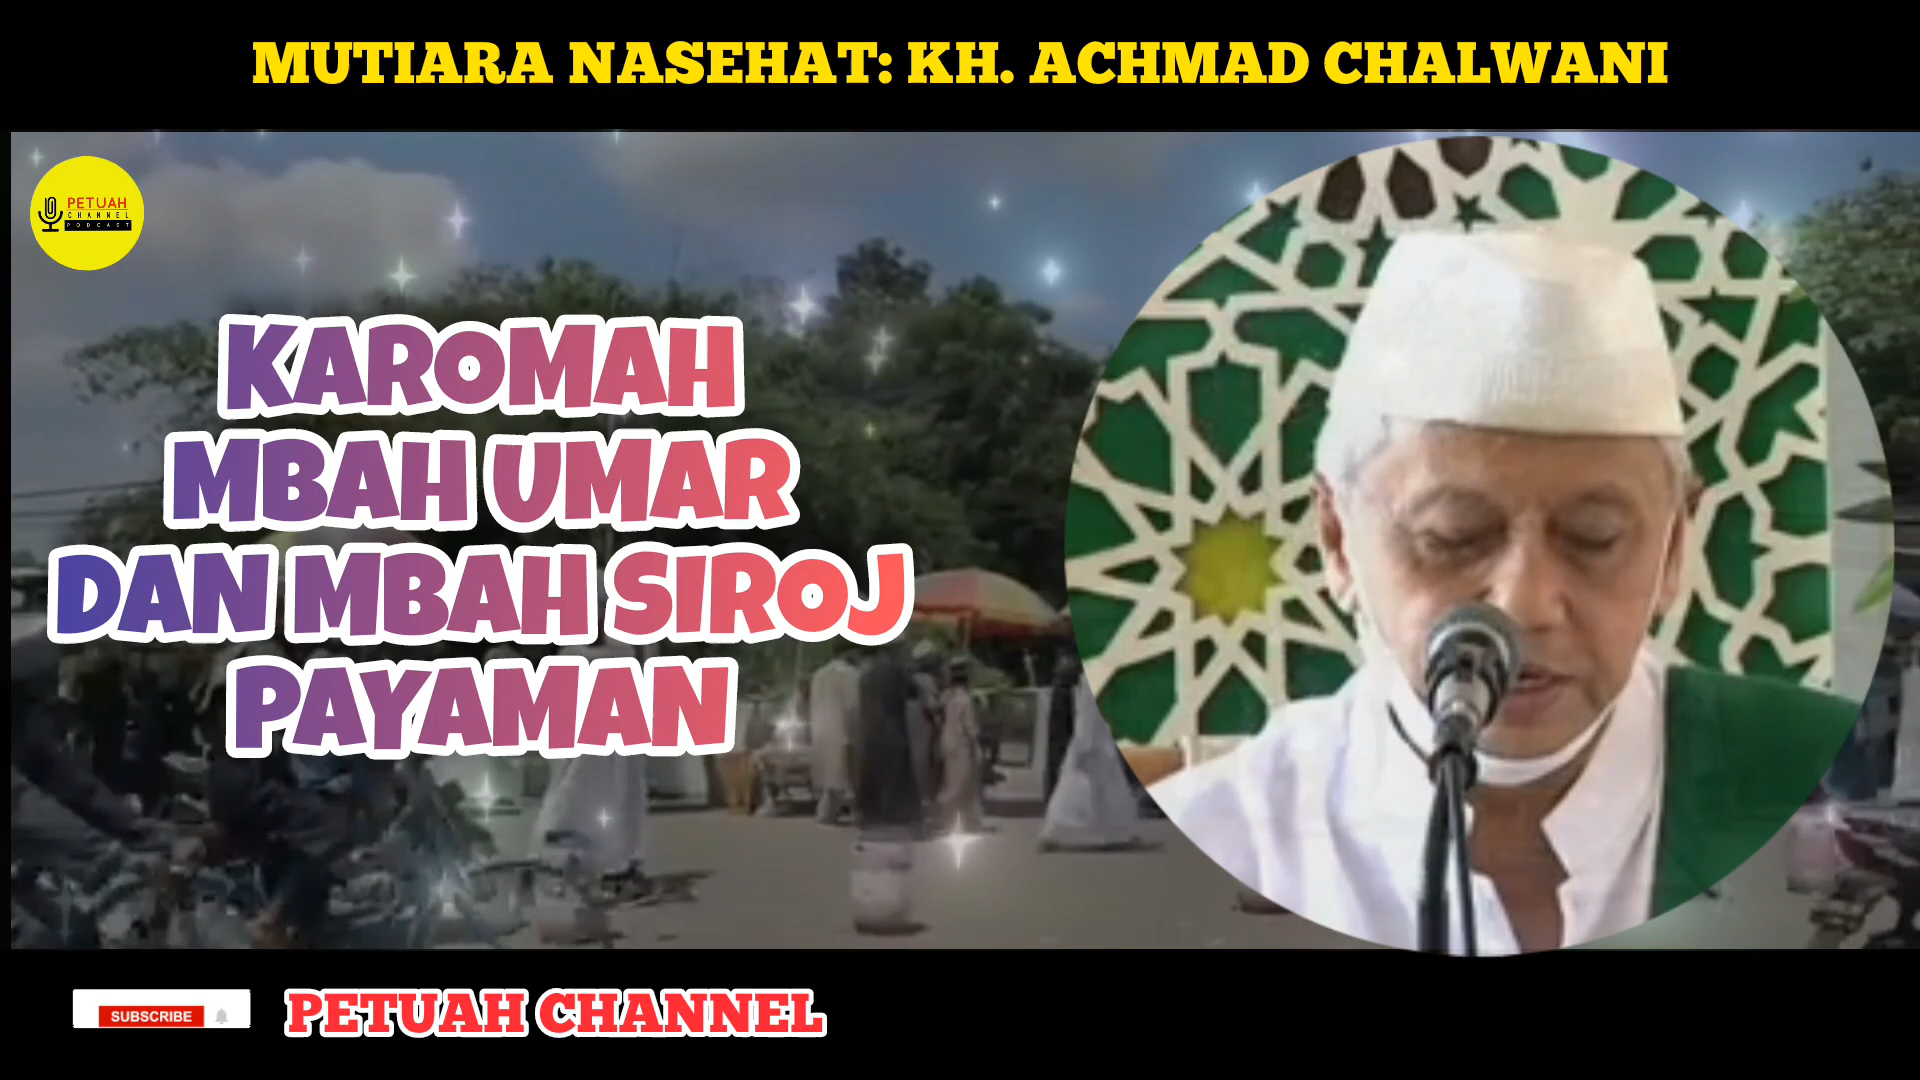 MUTIARA NASEHAT: KH. ACHMAD CHALWANI
PETUAH
CHANNEL
PODCAST
KAROMAH
MBAH UMAR
DAN MBAH SIROJ
PAYAMAN
SUBSCRIBE
PETUAH CHANNEL